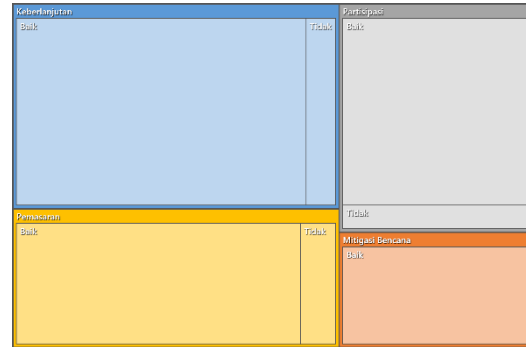 Keberlanjutan
Baik
Tidak
Partisipasi
Baik
Tidak
Pemasaran
Baik
Tidak
Mitigasi Bencana
Baik